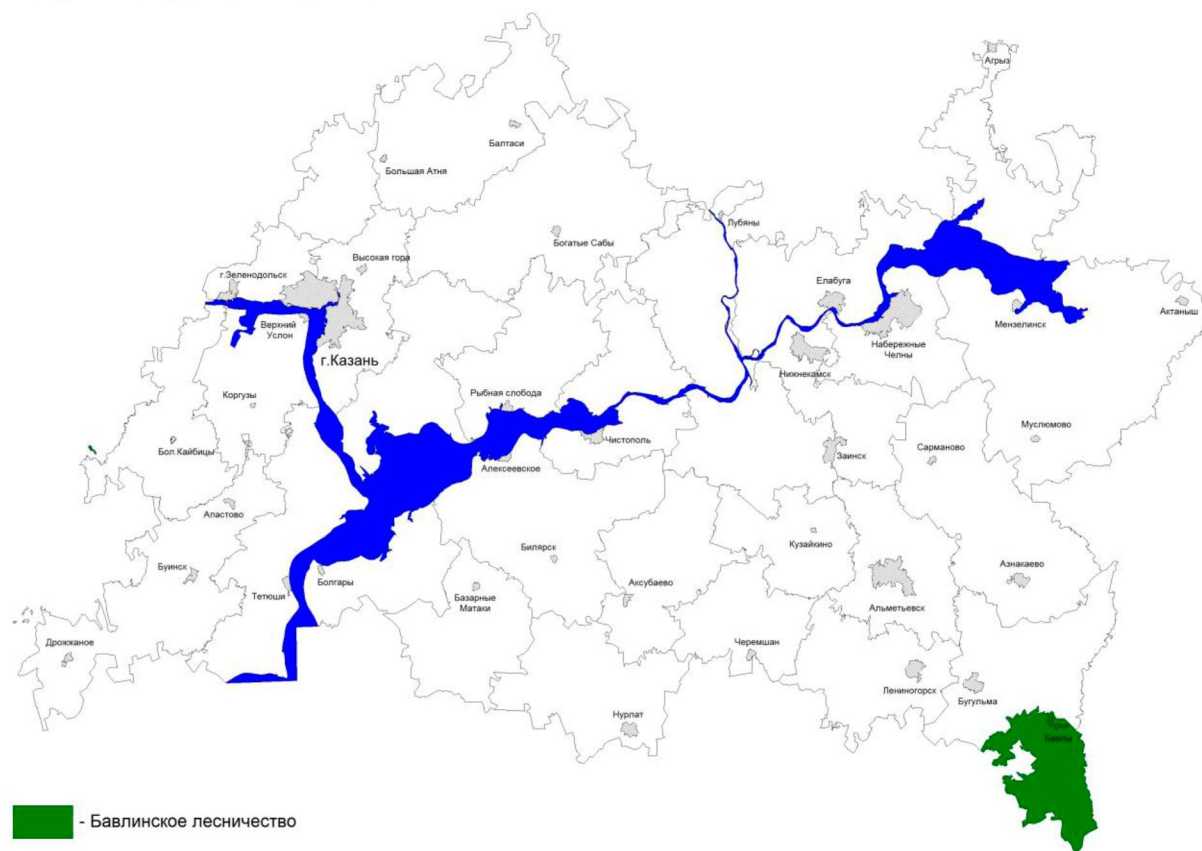 Агрыз
Балтаси
Большая Атня
Лубяны
Богатые Сабы
Высокая гора
г.Зеленодольск
Елабуга
Актаныш
Мензелинск
Верхний
Услон
Набережные
Челны
г.Казань
Нижнекамск
Рыбная слобода
Коргузы
Муслюмово
Чистополь
Бол.Кайбицы
Заинск
Сарманово
Алексеевское
Апастово
Кузайкино
Билярск
Буинск
Азнакаево
Болгары
Аксубаево
Базарные
Матаки
Тетюши
Альметьевск
Дрожжаное
Черемшан
Лениногорск
Бугульма
Нурлат
Бавлы
- Бавлинское лесничество